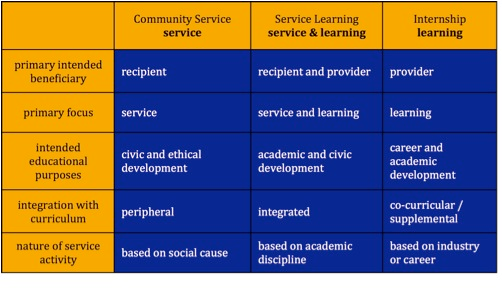 Community Service Service Learning Internship
service service & learning learning
primary intended
beneficiary recipient recipient and provider provider
primary focus service service and learning learning
intended
educational
purposes
civic and ethical
development
academic and civic
development
career and
academic
development
integration with
curriculum
peripheral
integrated
co-curricular /
supplemental
nature of service
activity
based on social cause
based on academic
discipline
based on industry
or career